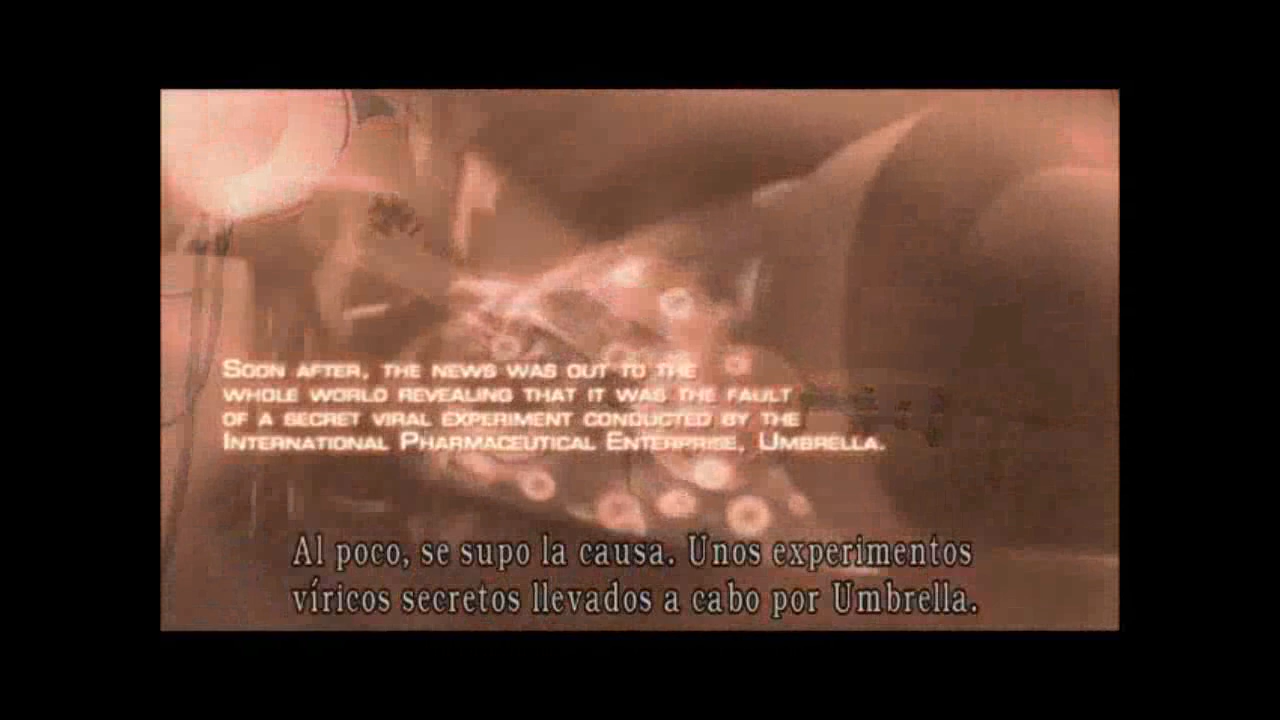 SOON AFTER, THE NEWS WAS OUT TO THE
WHOLE WORLD REVEALING THAT IT WAS THE FAULT
OF A SECRET VIRAL EXPERIMENT CONDUCTED BY THE
INTERNATIONAL PHARMACEUTICAL ENTERPRISE, UMBRELLA.
Al poco, se supo la causa. Unos experimentos
víricos secretos llevados a cabo por Umbrella.